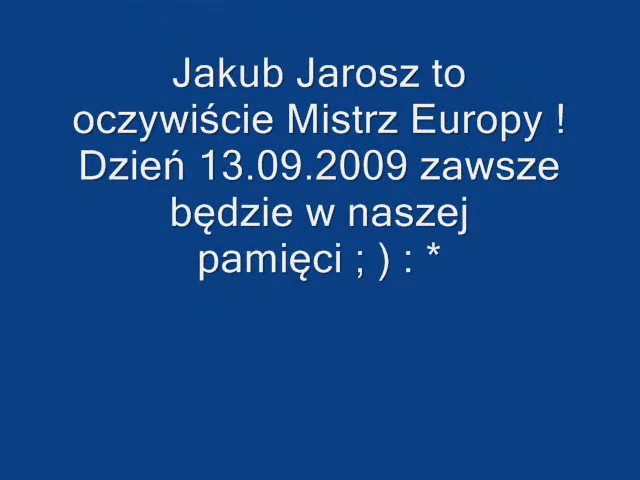 Jakub Jarosz to
oczywiście Mistrz Europy !
Dzień 13.09.2009 zawsze
będzie w naszej
pamięci ; ) : *